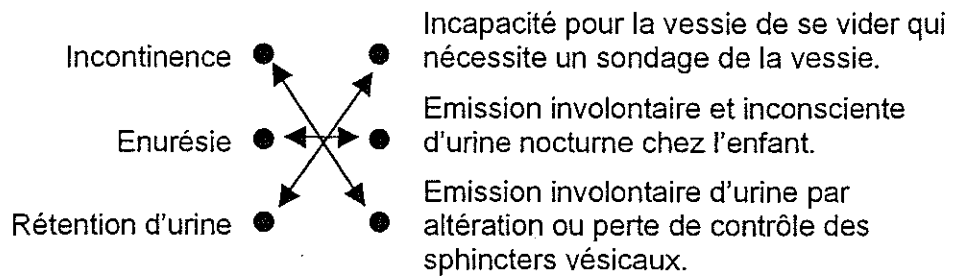 Incontinence
Incapacité pour la vessie de se vider qui
nécessite un sondage de la vessie.
Enurésie
Emission involontaire et inconsciente
d'urine nocturne chez l'enfant.
Rétention d'urine
Emission involontaire d'urine par
altération ou perte de contrôle des
sphincters vésicaux.